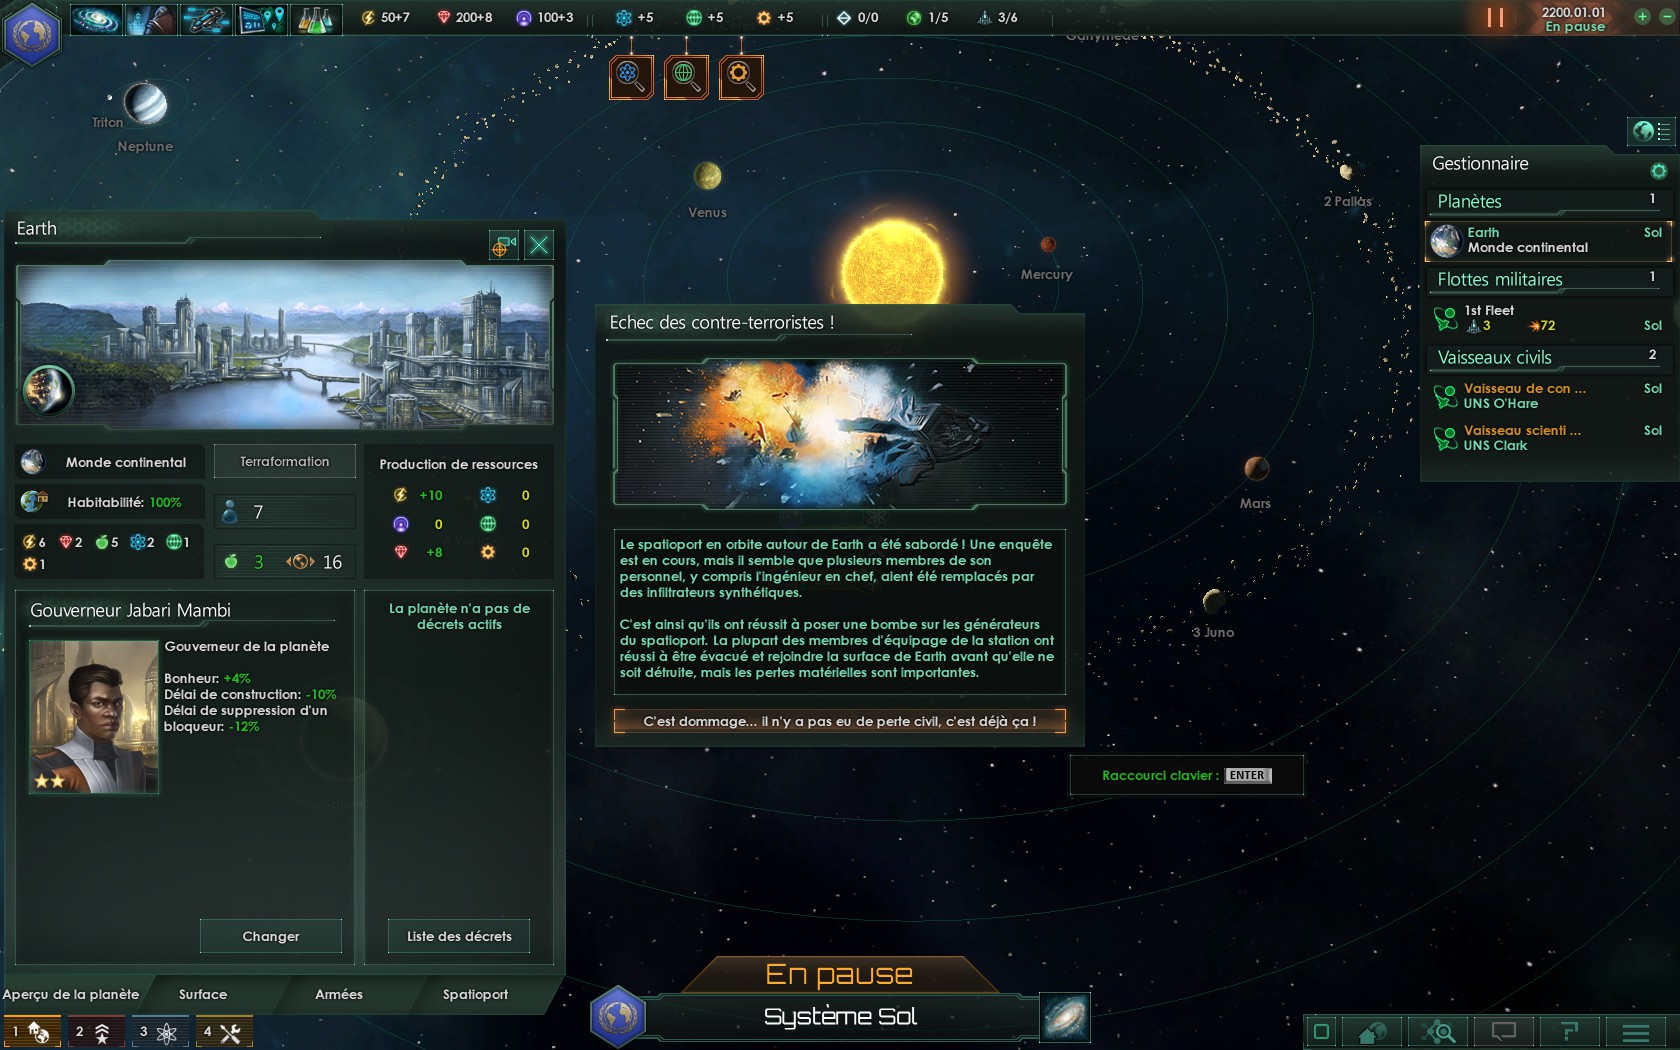 50+7 200+8 100+3 +5 +5 +5 0/0 1/5 3/6
2200.01.01
En pause
Ganymede
Triton
Neptune
Venus
2 Pallas
Mercury
Mars
3 Juno
Earth
Monde continental
Terraformation
Habitabilité: 100%
7
6 2 5 2 1
1
3 16
Production de ressources
+10 0
0 0
+8 0
Gouverneur Jabari Mambi
Gouverneur de la planète
Bonheur: +4%
Délai de construction: -10%
Délai de suppression d'un
bloqueur: -12%
Changer
La planète n'a pas de
décrets actifs
Liste des décrets
Aperçu de la planète
Surface
Armées
Spatioport
1 2 3 4
Echec des contre-terroristes !
Le spatioport en orbite autour de Earth a été sabordé ! Une enquête
est en cours, mais il semble que plusieurs membres de son
personnel, y compris l'ingénieur en chef, aient été remplacés par
des infiltrateurs synthétiques.
C'est ainsi qu'ils ont réussit à poser une bombe sur les générateurs
du spatioport. La plupart des membres d'équipage de la station ont
réussi à être évacué et rejoindre la surface de Earth avant qu'elle ne
soit détruite, mais les pertes matérielles sont importantes.
C'est dommage... il n'y a pas eu de perte civil, c'est déjà ça !
Raccourci clavier : ENTER
Gestionnaire
Planètes 1
Earth Sol
Monde continental
Flottes militaires 1
1st Fleet
3 72 Sol
Vaisseaux civils 2
Vaisseau de con ... Sol
UNS O'Hare
Vaisseau scienti ... Sol
UNS Clark
En pause
Système Sol